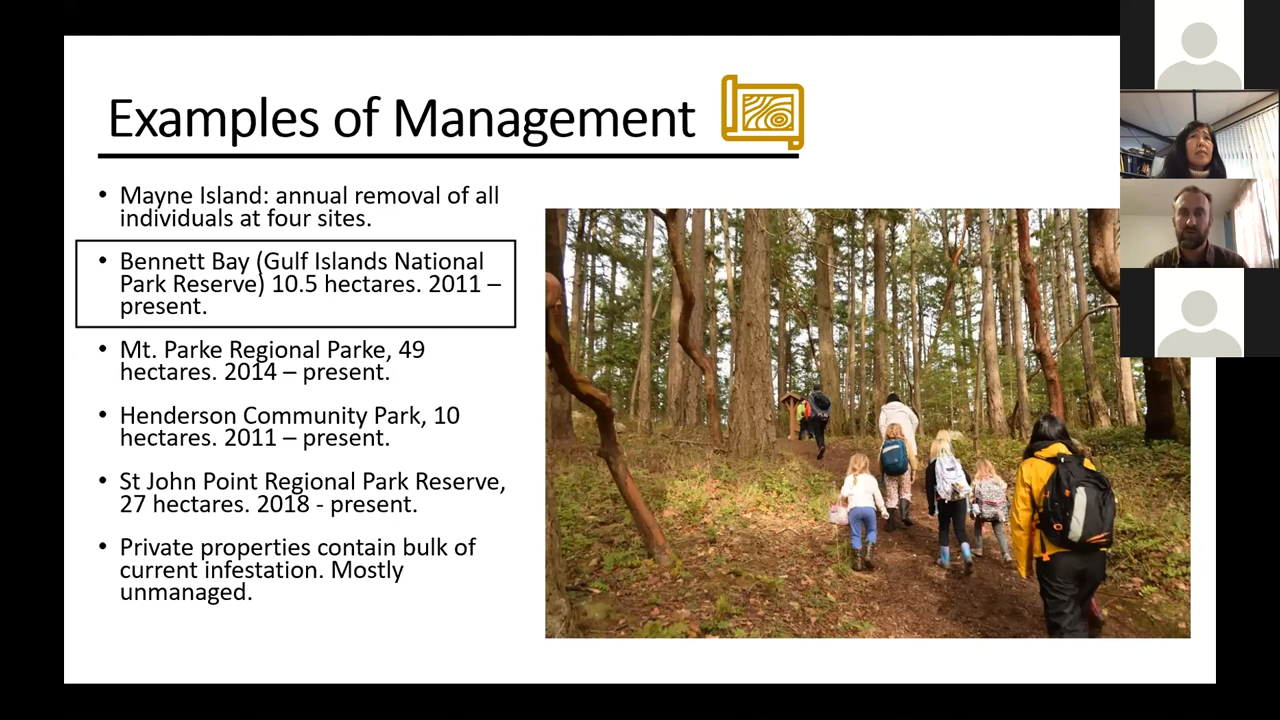 Examples of Management
• Mayne Island: annual removal of all
individuals at four sites.
• Bennett Bay (Gulf Islands National
Park Reserve) 10.5 hectares. 2011 –
present.
• Mt. Parke Regional Parke, 49
hectares. 2014 – present.
• Henderson Community Park, 10
hectares. 2011 – present.
• St John Point Regional Park Reserve,
27 hectares. 2018 - present.
• Private properties contain bulk of
current infestation. Mostly
unmanaged.